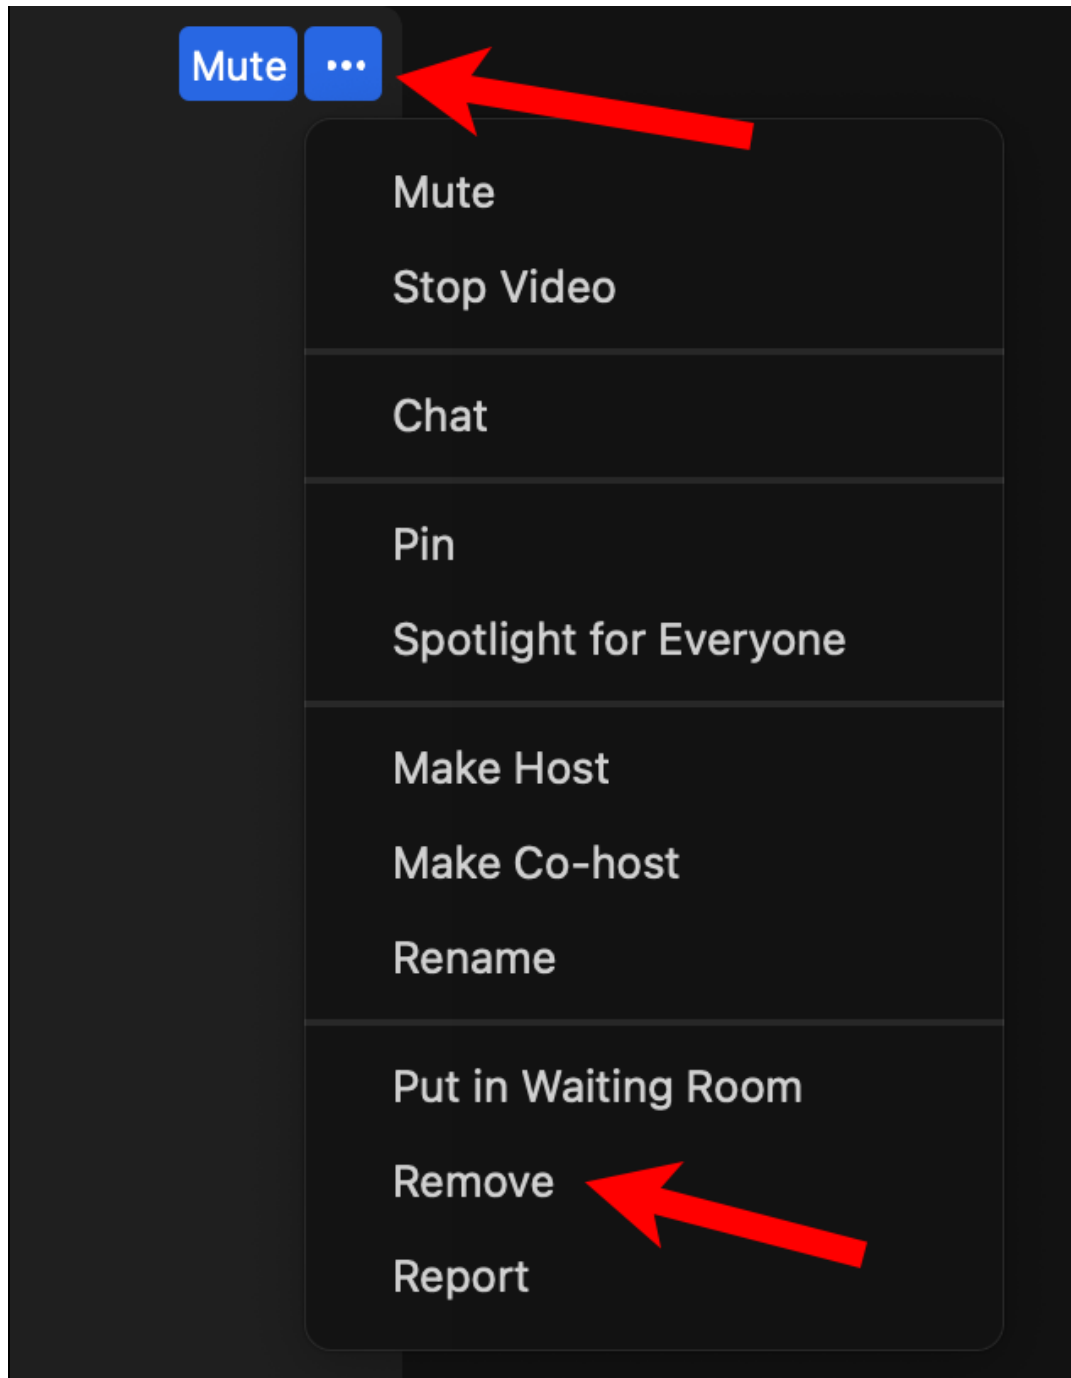 Mute ...
Mute
Stop Video
Chat
Pin
Spotlight for Everyone
Make Host
Make Co-host
Rename
Put in Waiting Room
Remove
Report